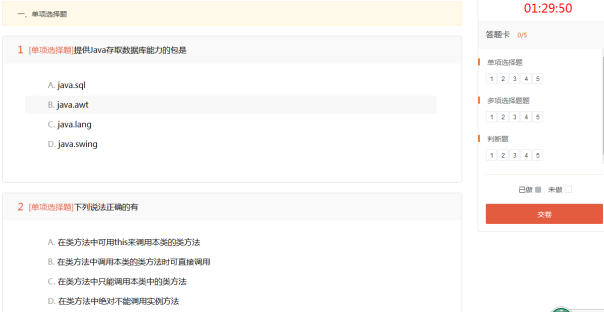 一、单项选择题
1 [单项选择题]提供Java存取数据库能力的包是
A. java.sql
B. java.awt
C. java.lang
D. java.swing
2 [单项选择题]下列说法正确的有
A. 在类方法中可用this来调用本类的类方法
B. 在类方法中调用本类的类方法时可直接调用
C. 在类方法中只能调用本类中的类方法
D. 在类方法中绝对不能调用实例方法
01:29:50
答题卡 0/5
单项选择题
1 2 3 4 5
多项选择题题
1 2 3 4 5
判断题
1 2 3 4 5
已做 未做
交卷